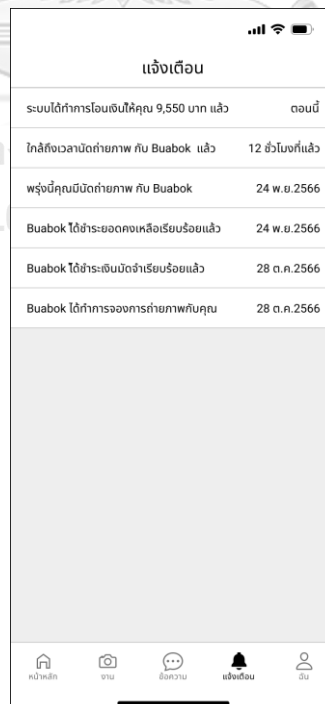 แจ้งเตือน
ระบบได้ทำการโอนเงินให้คุณ 9,550 บาท แล้ว ตอนนี้
ใกล้ถึงเวลานัดถ่ายภาพ กับ Buabok แล้ว 12 ชั่วโมงที่แล้ว
พรุ่งนี้คุณมีนัดถ่ายภาพ กับ Buabok 24 พ.ย.2566
Buabok ได้ชำระยอดคงเหลือเรียบร้อยแล้ว 24 พ.ย.2566
Buabok ได้ชำระเงินมัดจำเรียบร้อยแล้ว 28 ต.ค.2566
Buabok ได้ทำการจองการถ่ายภาพกับคุณ 28 ต.ค.2566
หน้าหลัก งาน ข้อความ แจ้งเตือน ฉัน